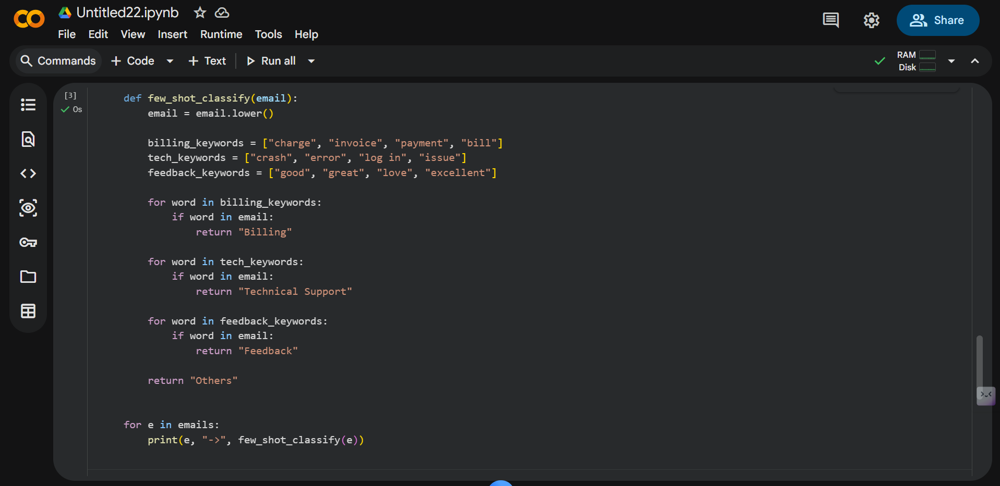 Untitled22.ipynb
File Edit View Insert Runtime Tools Help
Share
Commands + Code + Text Run all
RAM
Disk
[3]
0s
def few_shot_classify(email):
    email = email.lower()
    billing_keywords = ["charge", "invoice", "payment", "bill"]
    tech_keywords = ["crash", "error", "log in", "issue"]
    feedback_keywords = ["good", "great", "love", "excellent"]
    for word in billing_keywords:
        if word in email:
            return "Billing"
    for word in tech_keywords:
        if word in email:
            return "Technical Support"
    for word in feedback_keywords:
        if word in email:
            return "Feedback"
    return "Others"
for e in emails:
    print(e, "->", few_shot_classify(e))